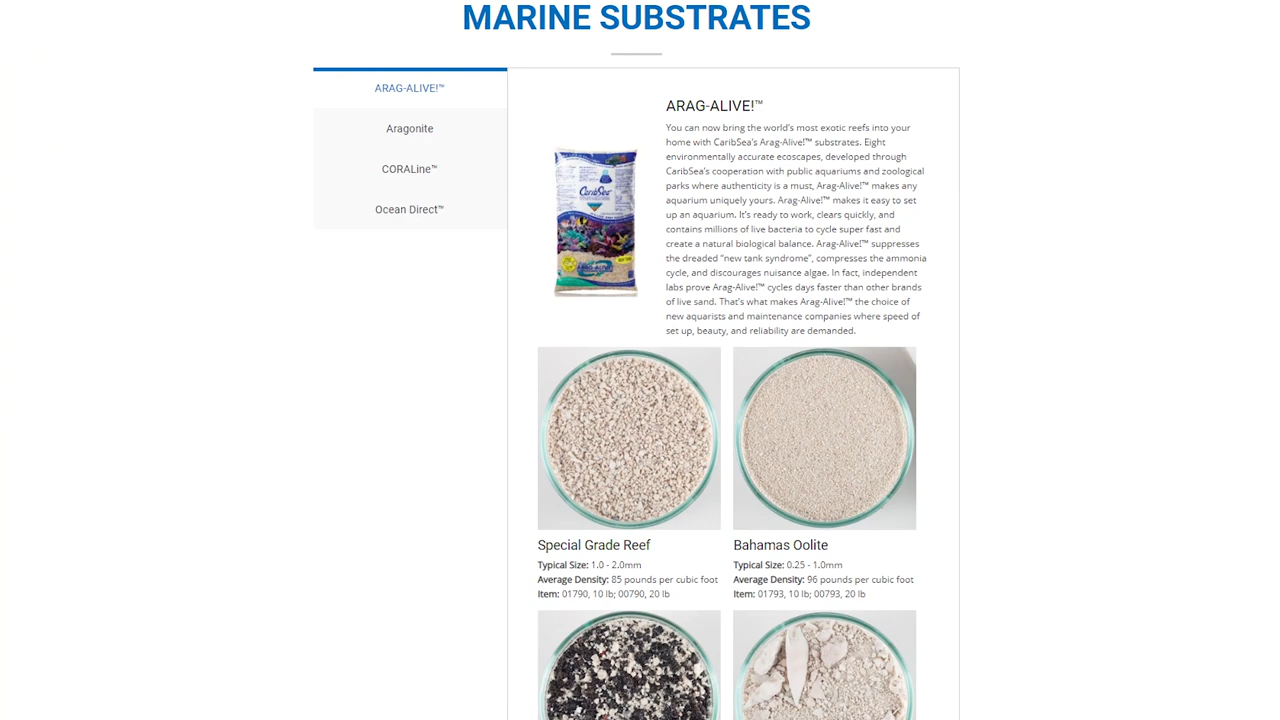 MARINE SUBSTRATES
ARAG-ALIVE!™
Aragonite
CORALine™
Ocean Direct™
ARAG-ALIVE!™
You can now bring the world's most exotic reefs into your
home with CaribSea's Arag-Alive!™ substrates. Eight
environmentally accurate ecoscapes, developed through
CaribSea's cooperation with public aquariums and zoological
parks where authenticity is a must, Arag-Alive!™ makes any
aquarium uniquely yours. Arag-Alive!™ makes it easy to set
up an aquarium. It's ready to work, clears quickly, and
contains millions of live bacteria to cycle super fast and
create a natural biological balance. Arag-Alive!™ suppresses
the dreaded “new tank syndrome”, compresses the ammonia
cycle, and discourages nuisance algae. In fact, independent
labs prove Arag-Alive!™ cycles days faster than other brands
of live sand. That's what makes Arag-Alive!™ the choice of
new aquarists and maintenance companies where speed of
set up, beauty, and reliability are demanded.
CaribSea
ARAG-ALIVE!
Special Grade Reef
Typical Size: 1.0 - 2.0mm
Average Density: 85 pounds per cubic foot
Item: 01790, 10 lb; 00790, 20 lb
Bahamas Oolite
Typical Size: 0.25 - 1.0mm
Average Density: 96 pounds per cubic foot
Item: 01793, 10 lb; 00793, 20 lb